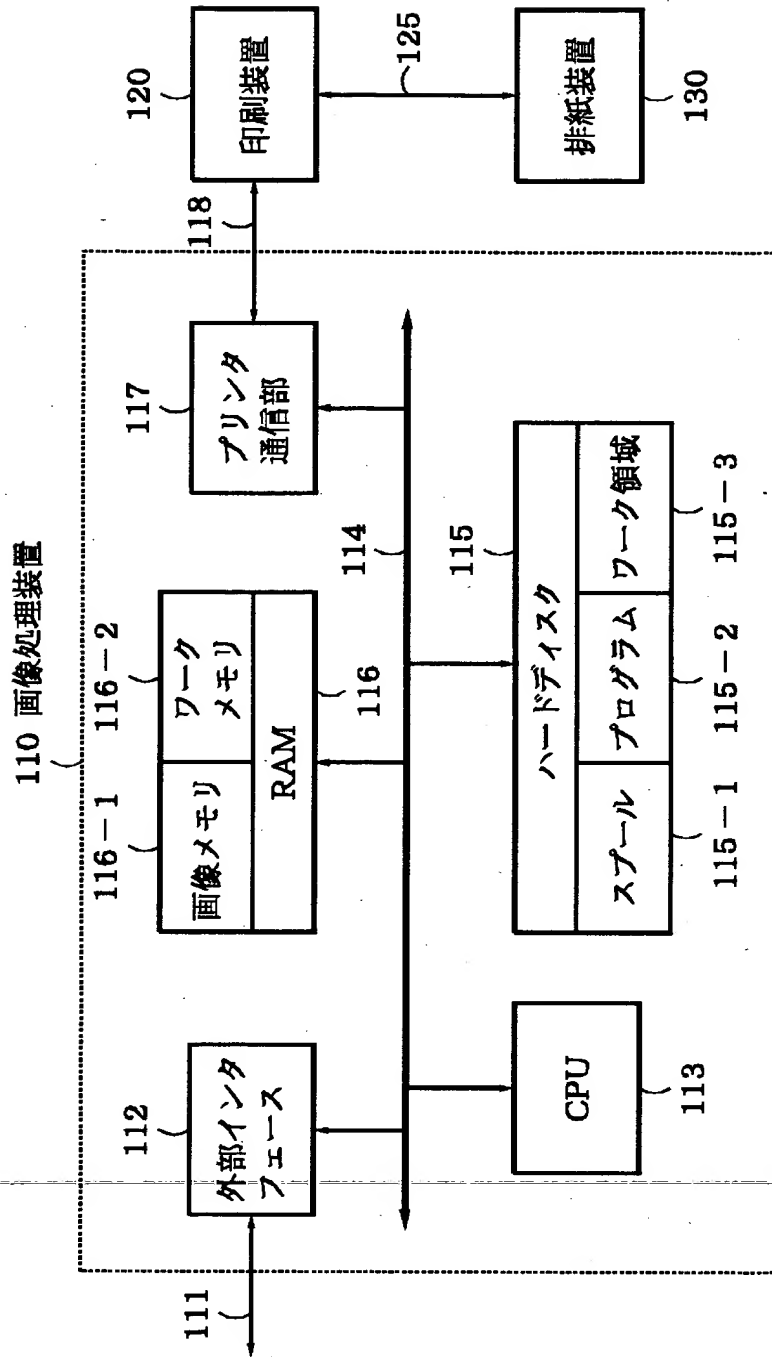 110 画像処理装置
111
112
外部インタ
フェース
116-1
116-2
画像メモリ
ワーク
メモリ
RAM
116
117
プリンタ
通信部
118
120
印刷装置
125
排紙装置
130
114
CPU
113
115
ハードディスク
スプール
プログラム
ワーク領域
115-1
115-2
115-3